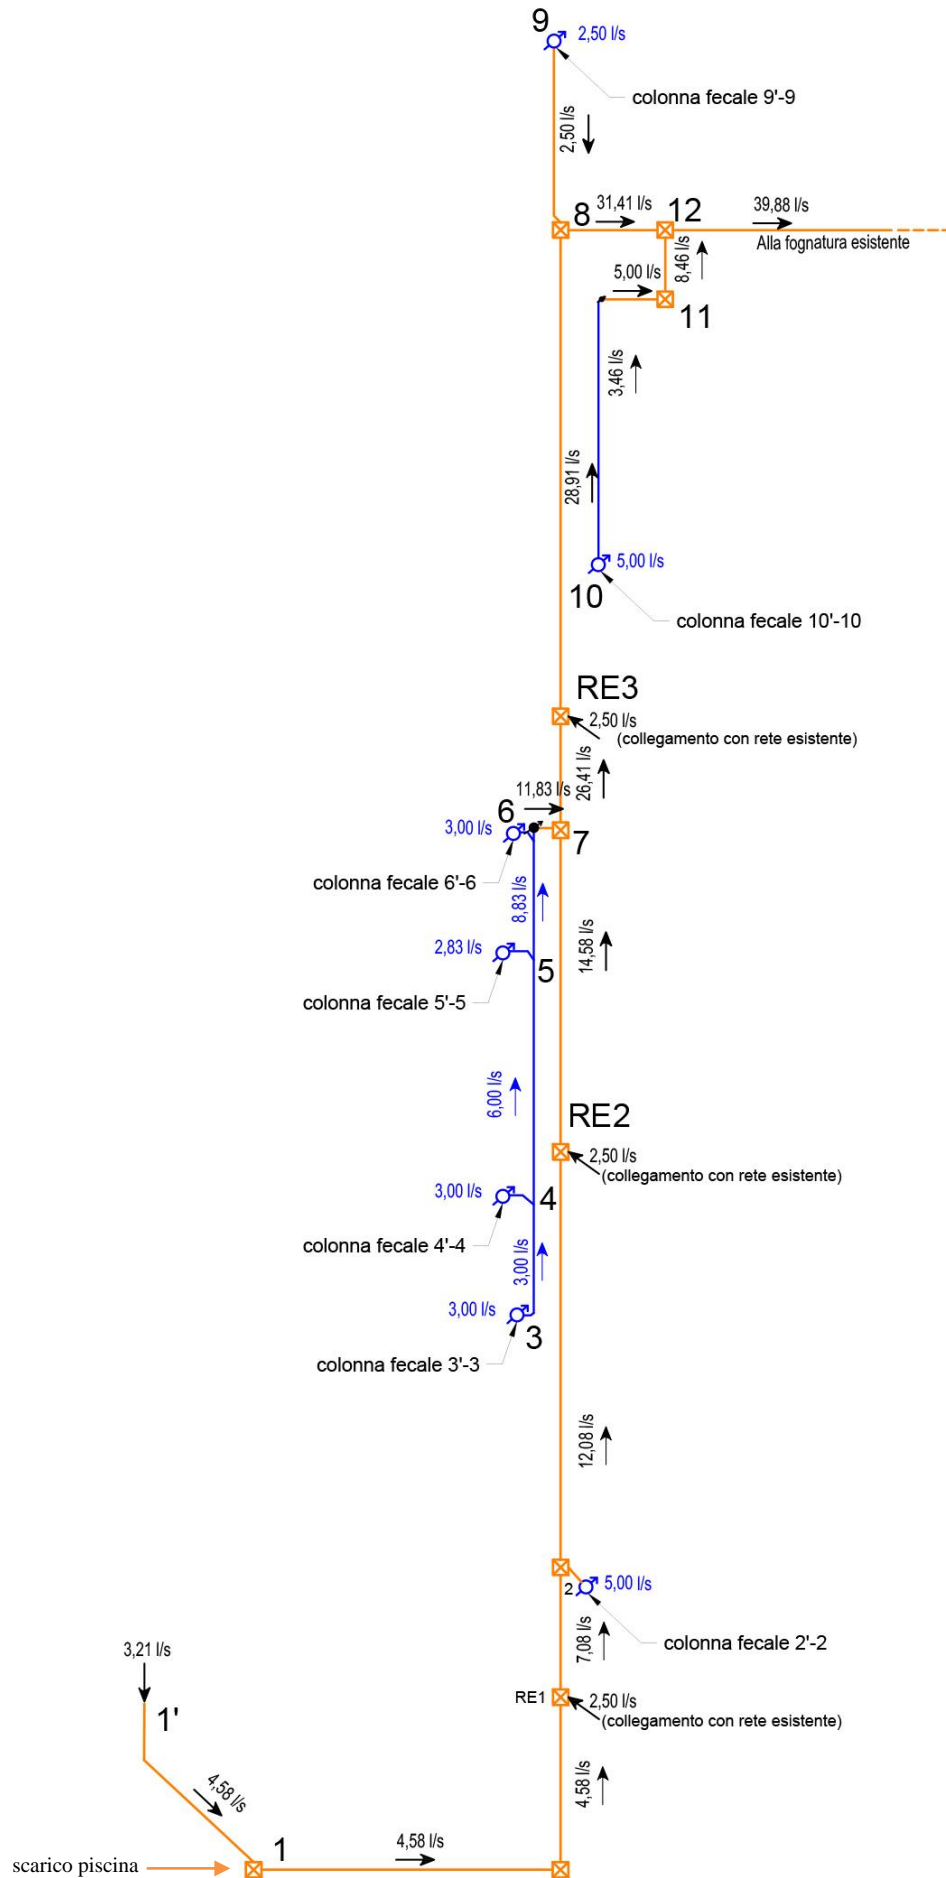 9
2,50 l/s
colonna fecale 9'-9
2,50 l/s
8
31,41 l/s
12
39,88 l/s
Alla fognatura esistente
8,46 l/s
5,00 l/s
11
3,46 l/s
28,91 l/s
5,00 l/s
10
colonna fecale 10'-10
RE3
2,50 l/s
(collegamento con rete esistente)
26,41 l/s
11,83 l/s
6
3,00 l/s
7
colonna fecale 6'-6
8,83 l/s
2,83 l/s
5
14,58 l/s
colonna fecale 5'-5
6,00 l/s
RE2
2,50 l/s
(collegamento con rete esistente)
3,00 l/s
4
colonna fecale 4'-4
3,00 l/s
3,00 l/s
3
colonna fecale 3'-3
12,08 l/s
2
5,00 l/s
colonna fecale 2'-2
7,08 l/s
RE1
2,50 l/s
(collegamento con rete esistente)
3,21 l/s
1'
4,58 l/s
4,58 l/s
1
4,58 l/s
scarico piscina